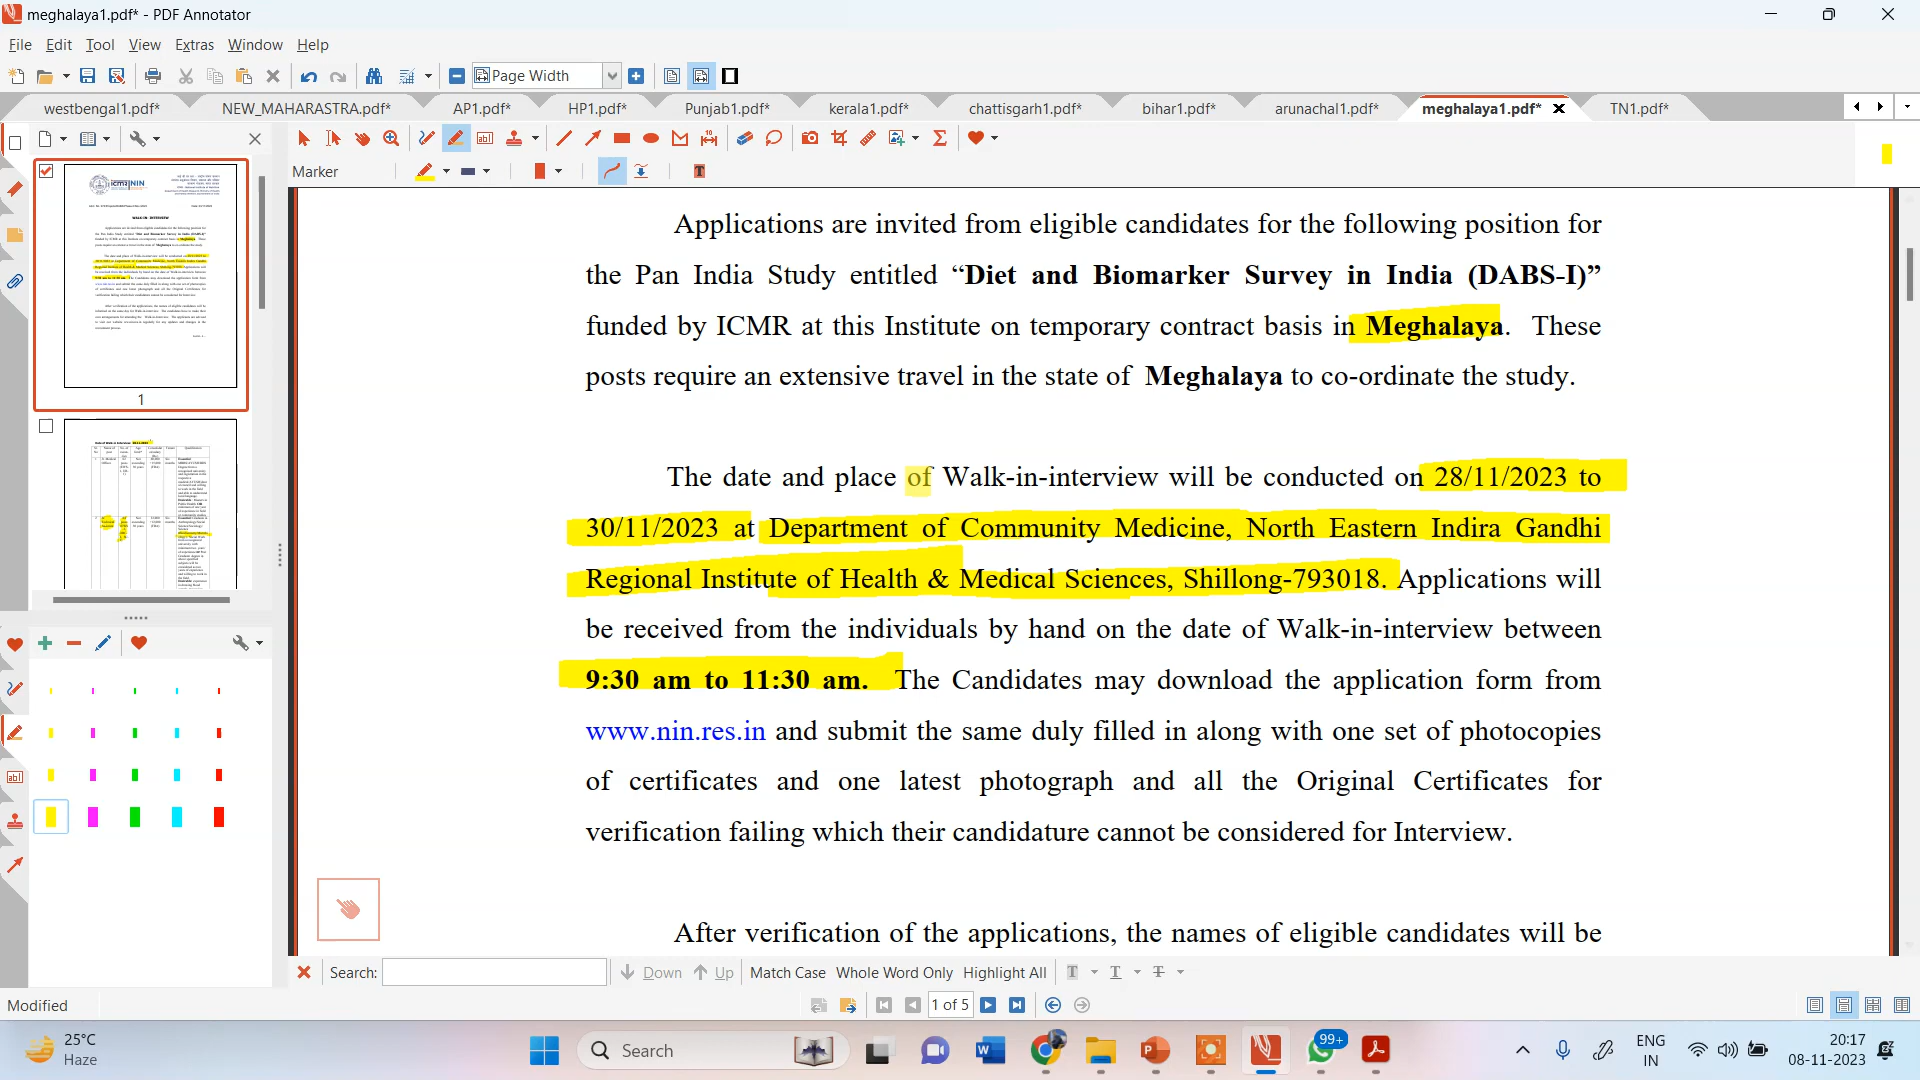 meghalaya1.pdf* - PDF Annotator
File Edit Tool View Extras Window Help
Page Width
westbengal1.pdf* NEW_MAHARASTRA.pdf* AP1.pdf* HP1.pdf* Punjab1.pdf* kerala1.pdf* chattisgarh1.pdf* bihar1.pdf* arunachal1.pdf* meghalaya1.pdf* TN1.pdf*
Marker
Applications are invited from eligible candidates for the following position for
the Pan India Study entitled “Diet and Biomarker Survey in India (DABS-I)”
funded by ICMR at this Institute on temporary contract basis in Meghalaya. These
posts require an extensive travel in the state of Meghalaya to co-ordinate the study.
The date and place of Walk-in-interview will be conducted on 28/11/2023 to
30/11/2023 at Department of Community Medicine, North Eastern Indira Gandhi
Regional Institute of Health & Medical Sciences, Shillong-793018. Applications will
be received from the individuals by hand on the date of Walk-in-interview between
9:30 am to 11:30 am. The Candidates may download the application form from
www.nin.res.in and submit the same duly filled in along with one set of photocopies
of certificates and one latest photograph and all the Original Certificates for
verification failing which their candidature cannot be considered for Interview.
After verification of the applications, the names of eligible candidates will be
1
Search: Down Up Match Case Whole Word Only Highlight All
Modified
1 of 5
25°C
Haze
Search
99+
ENG
IN
20:17
08-11-2023